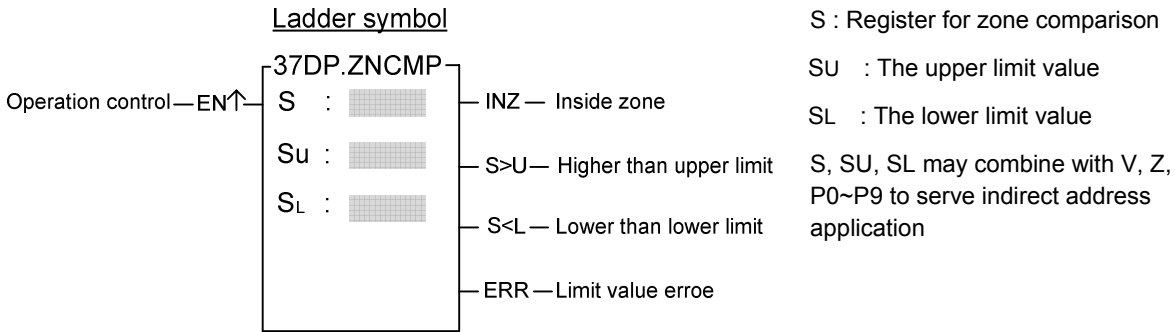 Ladder symbol
37DP.ZNCMP
Operation control EN↑
S :
Su :
SL :
INZ — Inside zone
S>U — Higher than upper limit
S<L — Lower than lower limit
ERR — Limit value erroe
S : Register for zone comparison
SU : The upper limit value
SL : The lower limit value
S, SU, SL may combine with V, Z,
P0~P9 to serve indirect address
application